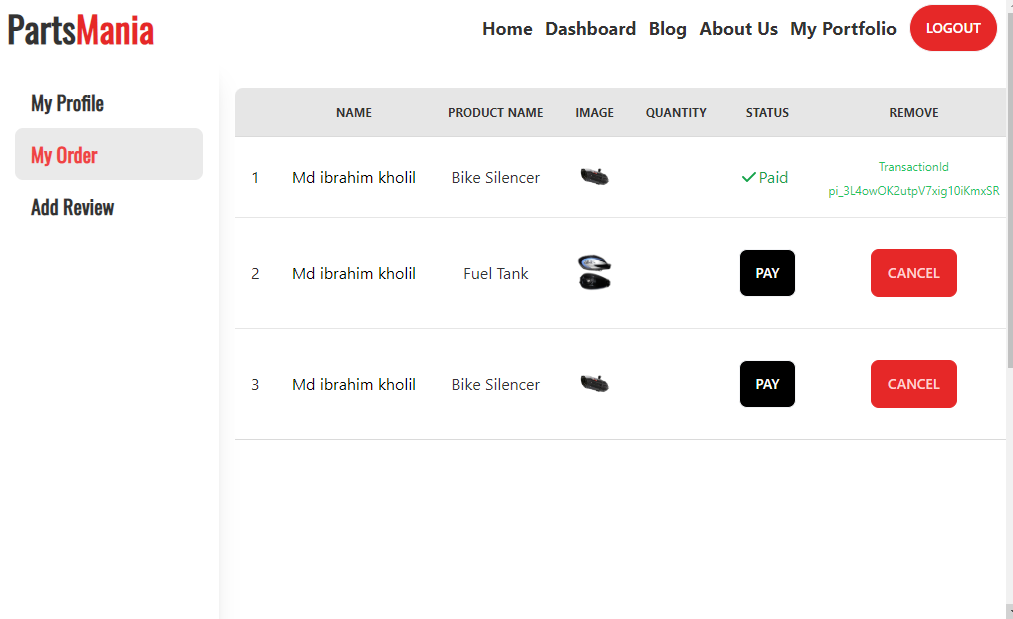 PartsMania
Home Dashboard Blog About Us My Portfolio LOGOUT
My Profile
My Order
Add Review
NAME PRODUCT NAME IMAGE QUANTITY STATUS REMOVE
1 Md ibrahim kholil Bike Silencer Paid TransactionId
pi_3L4owOK2utpV7xig10iKmxSR
2 Md ibrahim kholil Fuel Tank PAY CANCEL
3 Md ibrahim kholil Bike Silencer PAY CANCEL